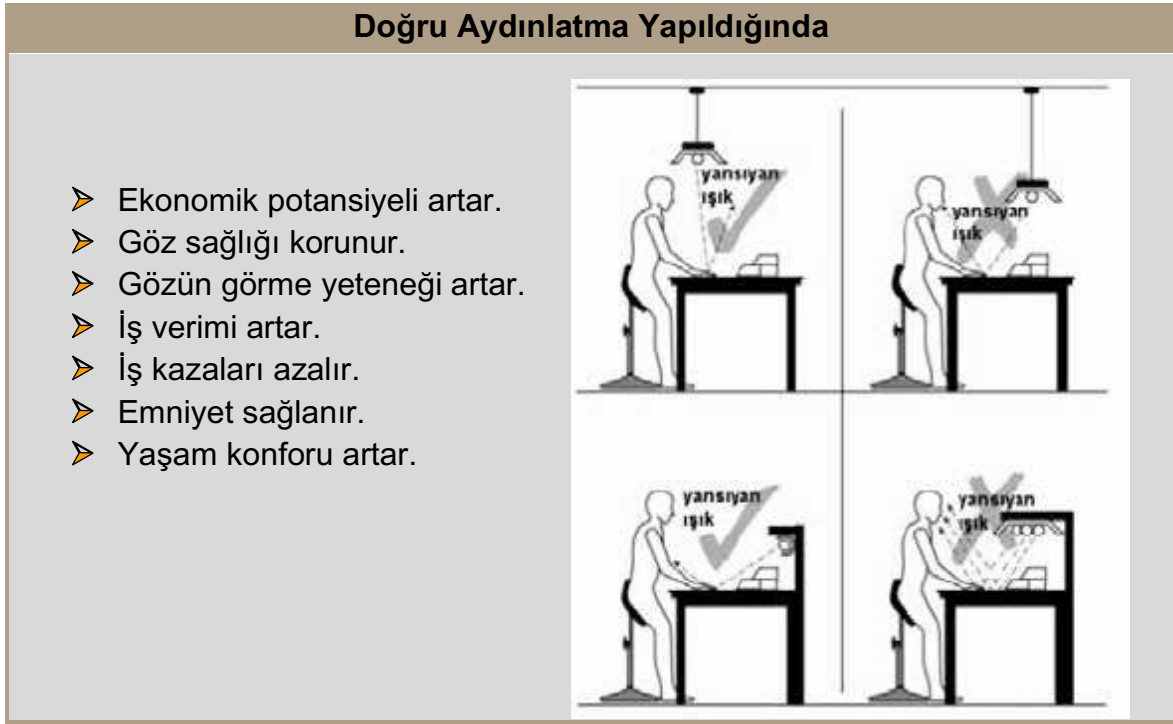 Doğru Aydınlatma Yapıldığında
Ekonomik potansiyeli artar.
Göz sağlığı korunur.
Gözün görme yeteneği artar.
İş verimi artar.
İş kazaları azalır.
Emniyet sağlanır.
Yaşam konforu artar.
yansıyan
ışık
yansıyan
ışık
yansıyan
ışık
yansıyan
ışık